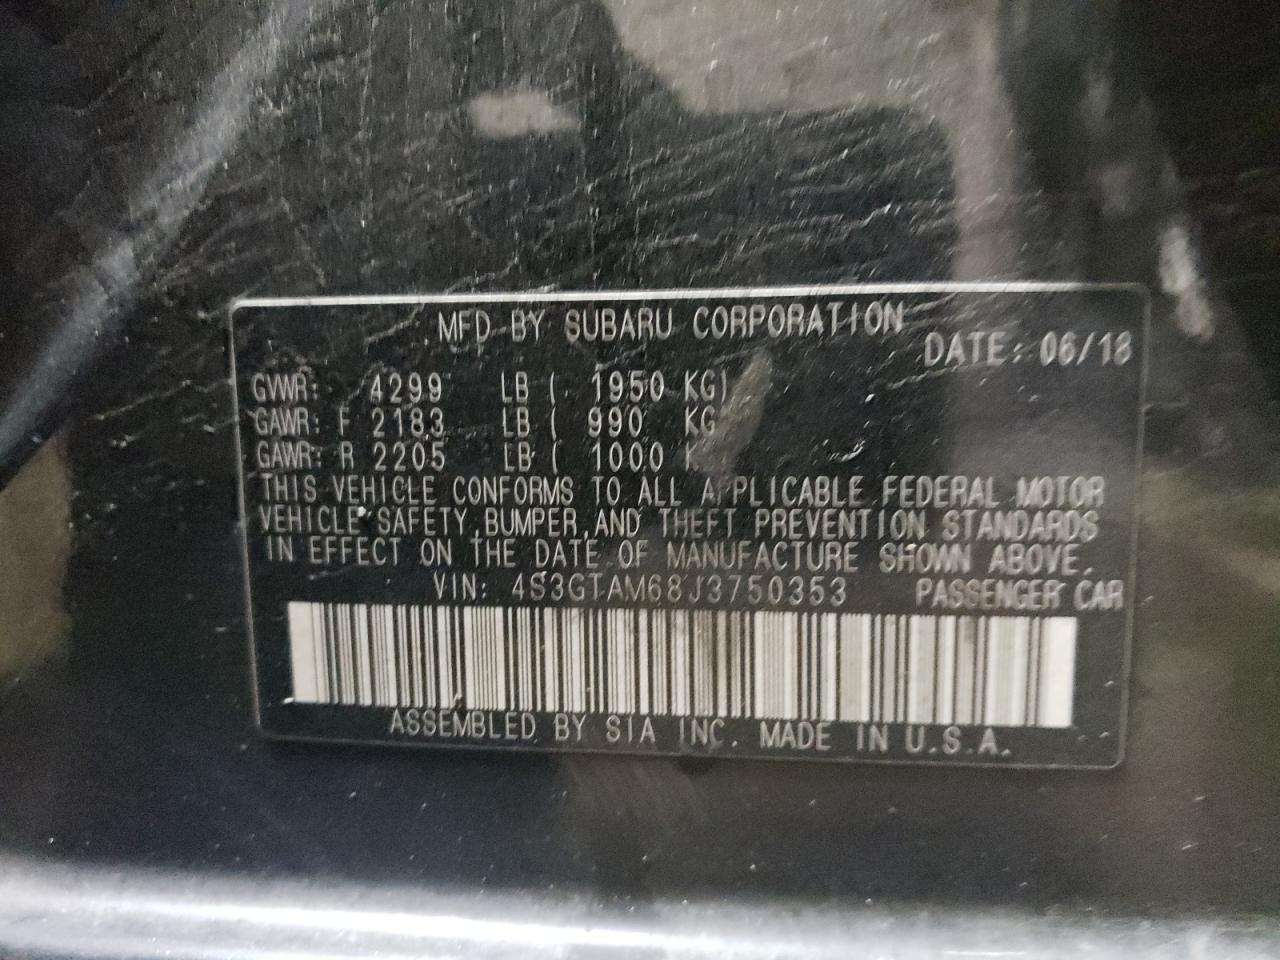 MFD BY SUBARU CORPORATION
DATE: 06/18
GVWR: 4299 LB ( 1950 KG)
GAWR: F 2183 LB ( 990 KG
GAWR: R 2205 LB ( 1000 K
THIS VEHICLE CONFORMS TO ALL APPLICABLE FEDERAL MOTOR
VEHICLE SAFETY, BUMPER, AND THEFT PREVENTION STANDARDS
IN EFFECT ON THE DATE OF MANUFACTURE SHOWN ABOVE.
VIN: 4S3GTAM68J3750353 PASSENGER CAR
ASSEMBLED BY SIA INC. MADE IN U.S.A.